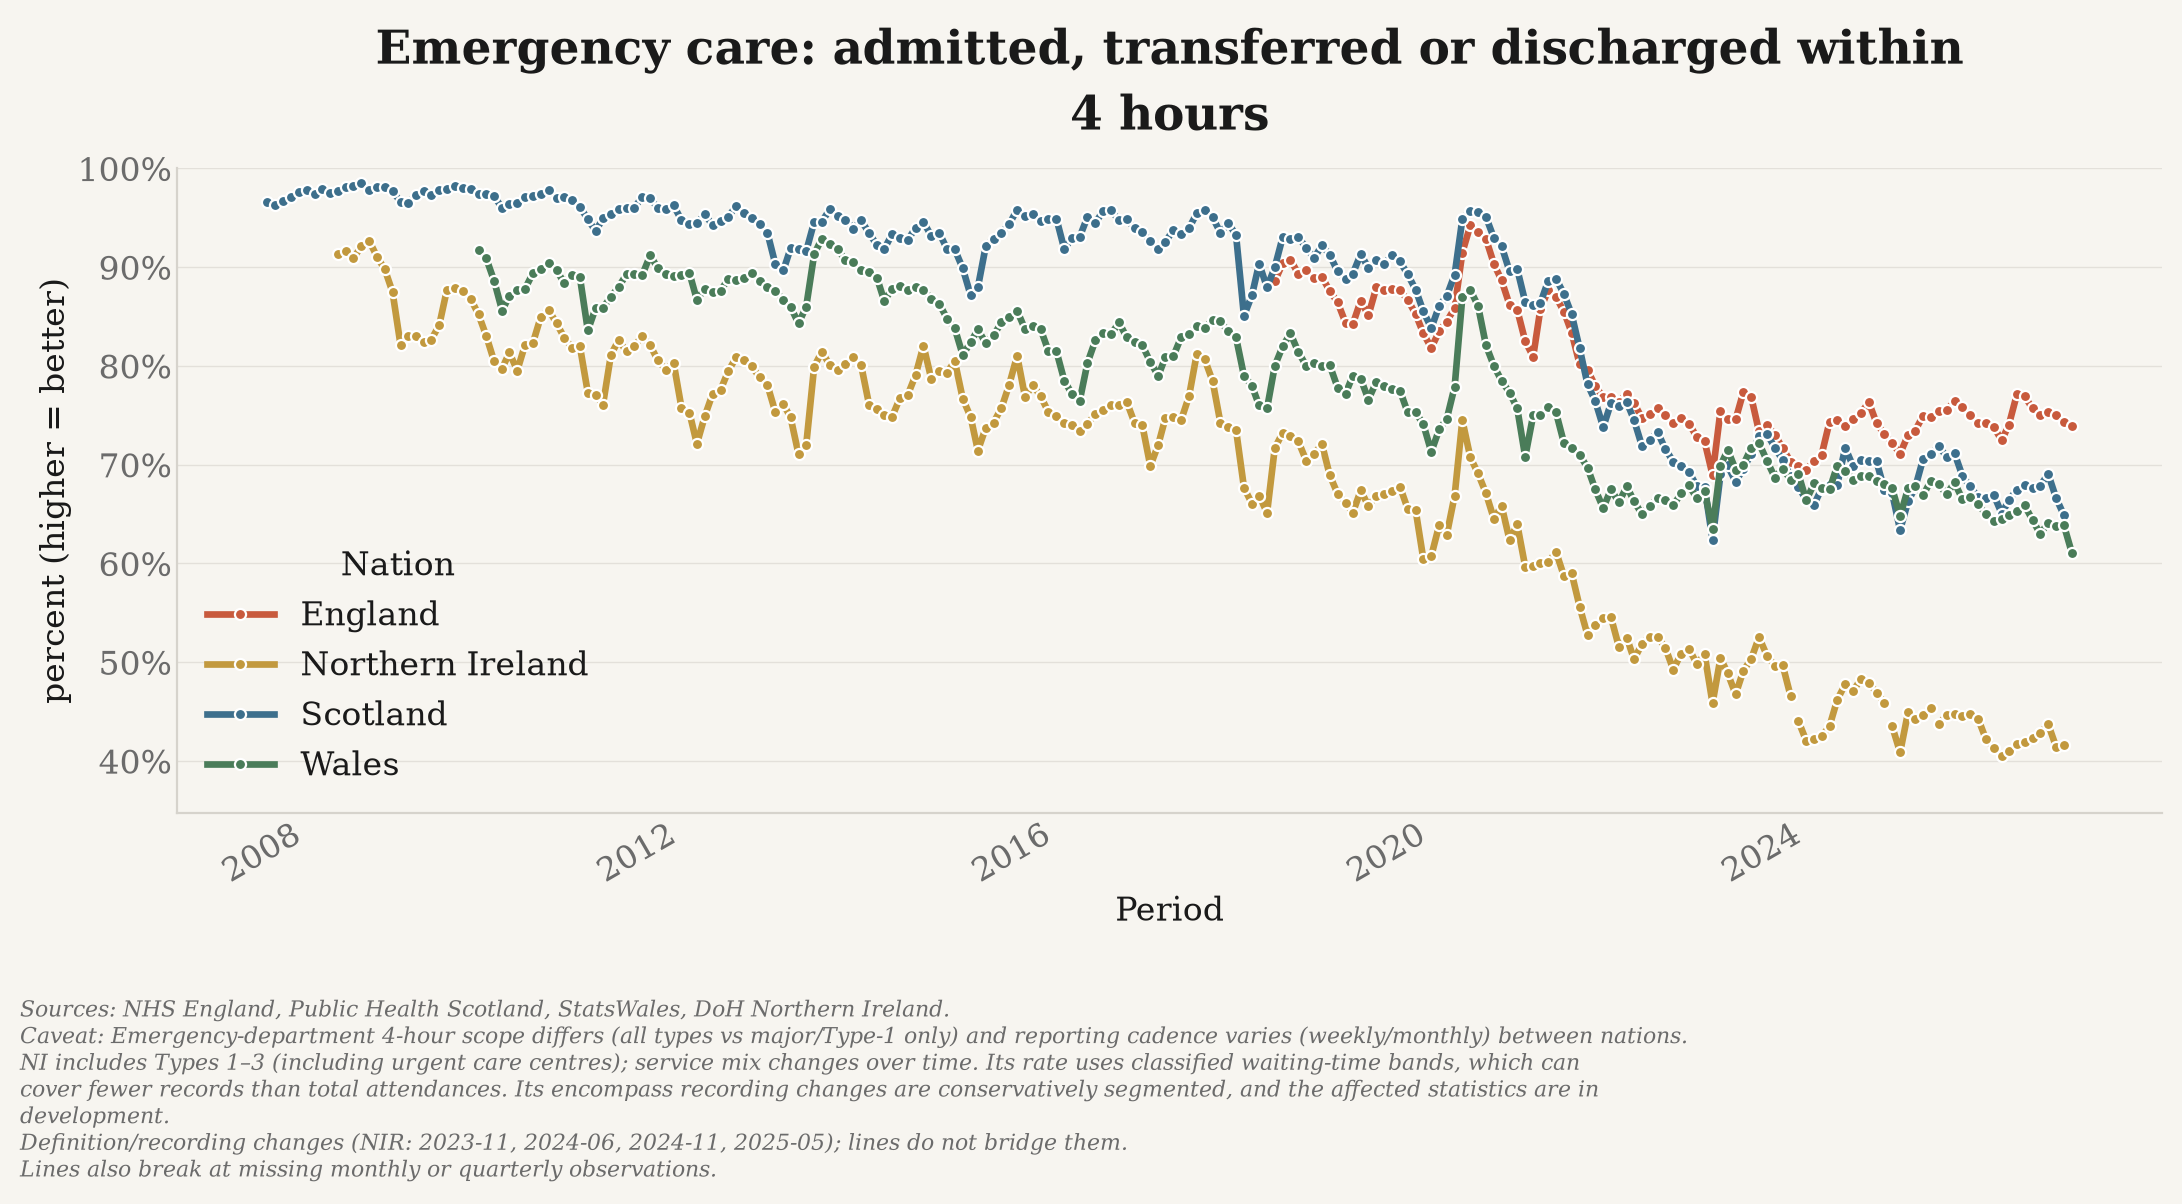 Emergency care: admitted, transferred or discharged within
4 hours
percent (higher = better)
100%
90%
80%
70%
60%
50%
40%
Nation
England
Northern Ireland
Scotland
Wales
2008
2012
2016
2020
2024
Period
Sources: NHS England, Public Health Scotland, StatsWales, DoH Northern Ireland.
Caveat: Emergency-department 4-hour scope differs (all types vs major/Type-1 only) and reporting cadence varies (weekly/monthly) between nations.
NI includes Types 1–3 (including urgent care centres); service mix changes over time. Its rate uses classified waiting-time bands, which can
cover fewer records than total attendances. Its encompass recording changes are conservatively segmented, and the affected statistics are in
development.
Definition/recording changes (NIR: 2023-11, 2024-06, 2024-11, 2025-05); lines do not bridge them.
Lines also break at missing monthly or quarterly observations.